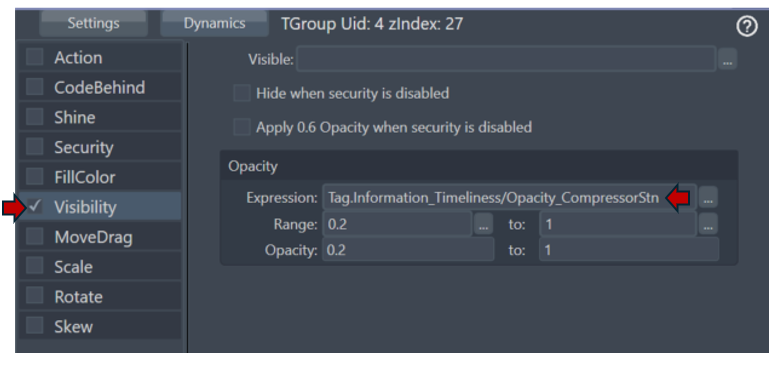 Settings Dynamics TGroup Uid: 4 zIndex: 27 ?
Action
CodeBehind
Shine
Security
FillColor
Visibility
MoveDrag
Scale
Rotate
Skew
Visible: ...
Hide when security is disabled
Apply 0.6 Opacity when security is disabled
Opacity
Expression: Tag.Information_Timeliness/Opacity_CompressorStn ...
Range: 0.2 ... to: 1 ...
Opacity: 0.2 to: 1